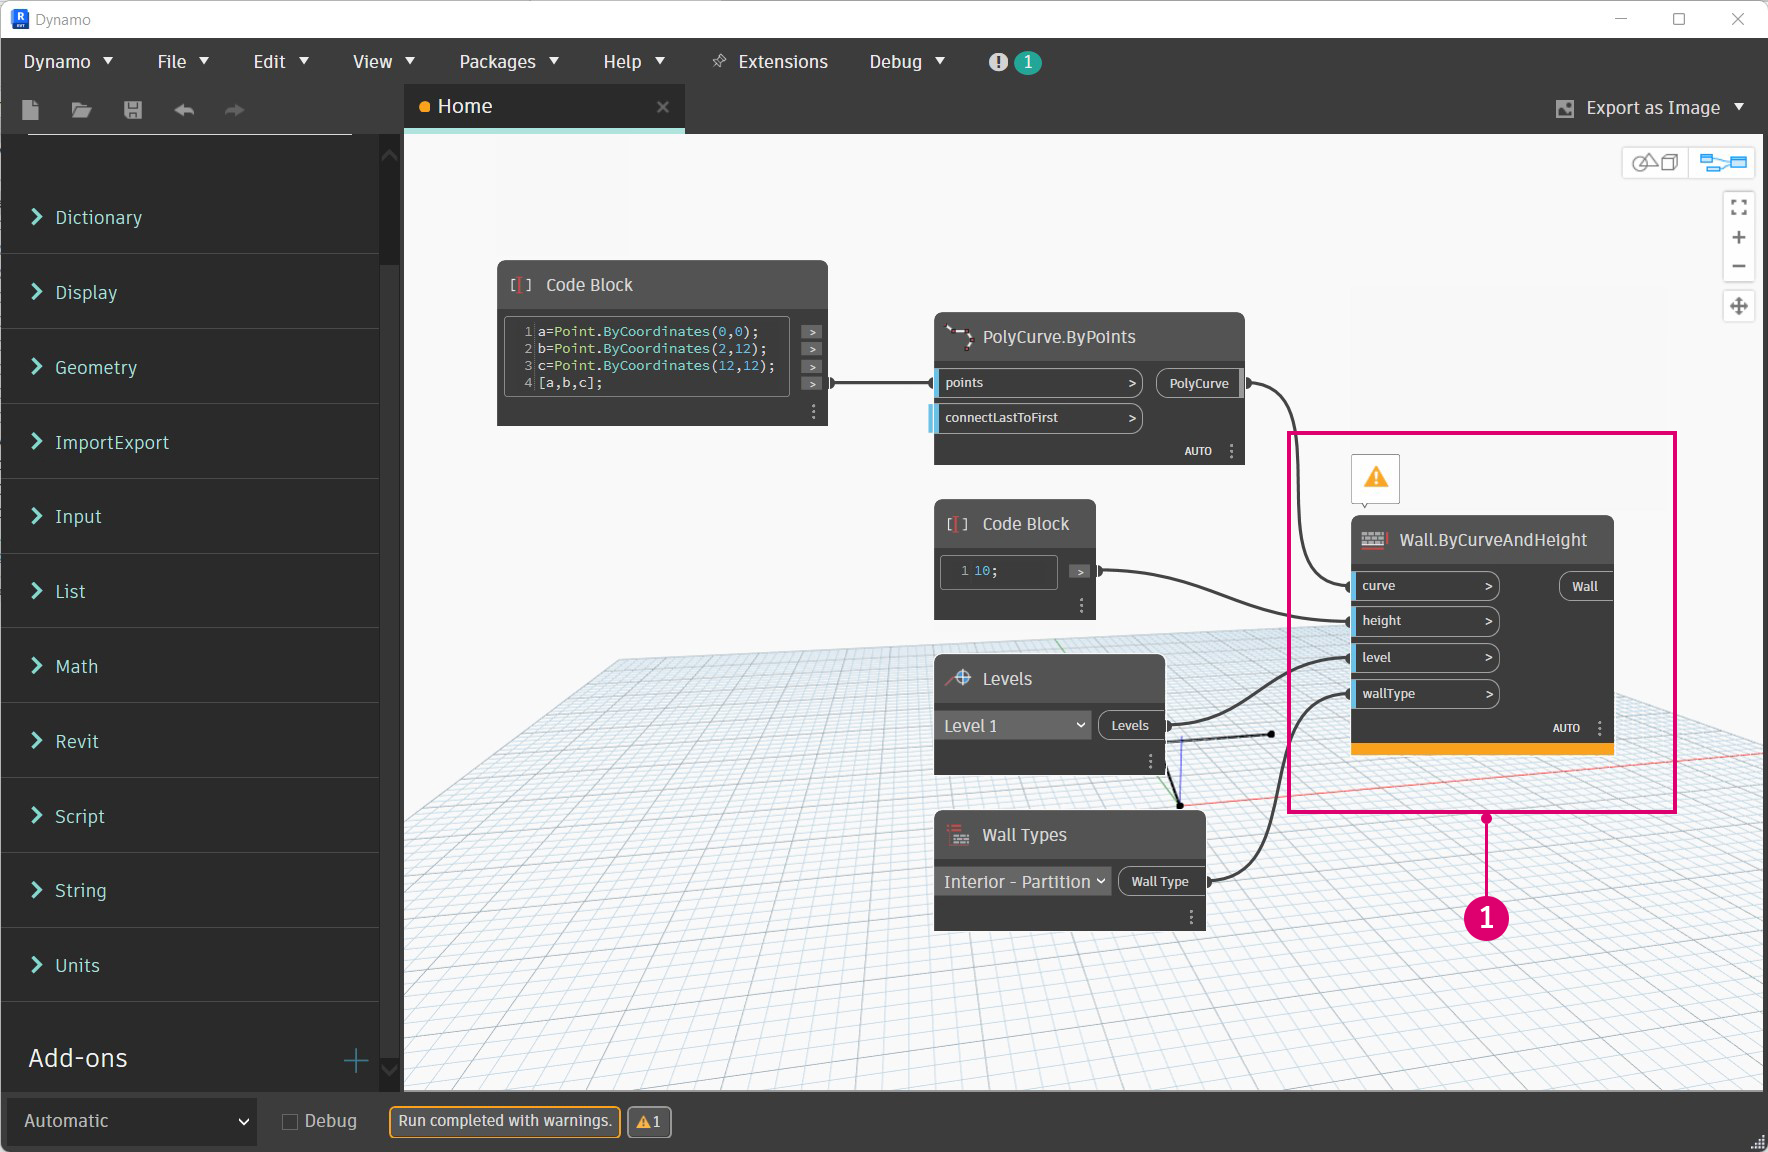 Dynamo
Dynamo File Edit View Packages Help Extensions Debug 1
Home
Export as Image
Dictionary
Display
Geometry
ImportExport
Input
List
Math
Revit
Script
String
Units
Add-ons
Code Block
1 a=Point.ByCoordinates(0,0); >
2 b=Point.ByCoordinates(2,12); >
3 c=Point.ByCoordinates(12,12); >
4 [a,b,c]; >
PolyCurve.ByPoints
points > PolyCurve
connectLastToFirst >
AUTO
Code Block
1 10; >
Levels
Level 1 Levels
Wall Types
Interior - Partition Wall Type
Wall.ByCurveAndHeight
curve > Wall
height >
level >
wallType >
AUTO
1
Automatic Debug Run completed with warnings. 1